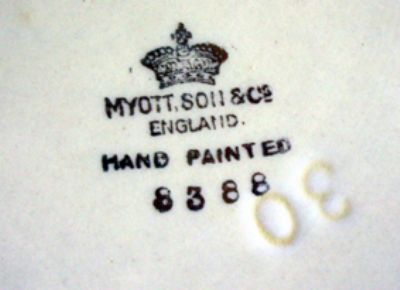 MYOTT, SON & CO
ENGLAND.
HAND PAINTED
8388
30